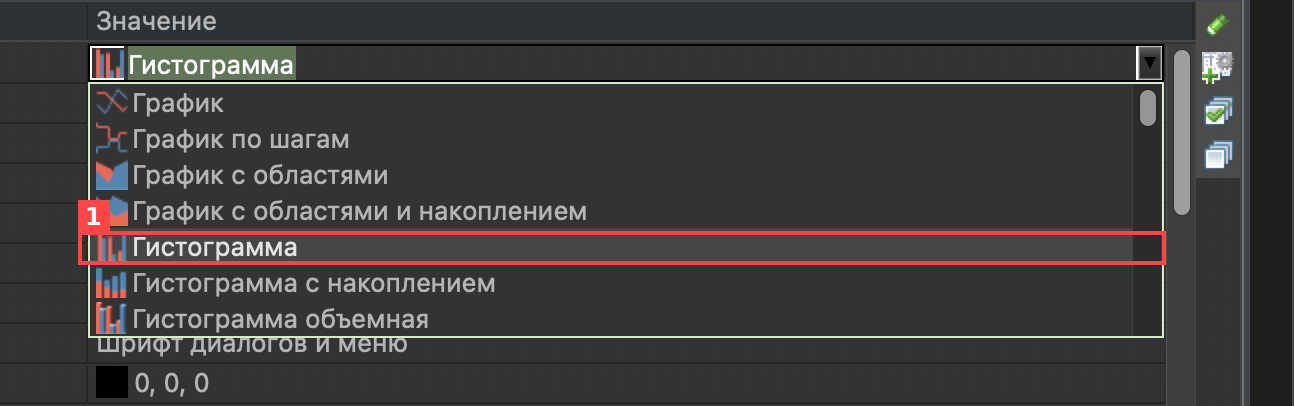 Значение
Гистограмма
График
График по шагам
График с областями
График с областями и накоплением
1
Гистограмма
Гистограмма с накоплением
Гистограмма объемная
Шрифт диалогов и меню
0, 0, 0